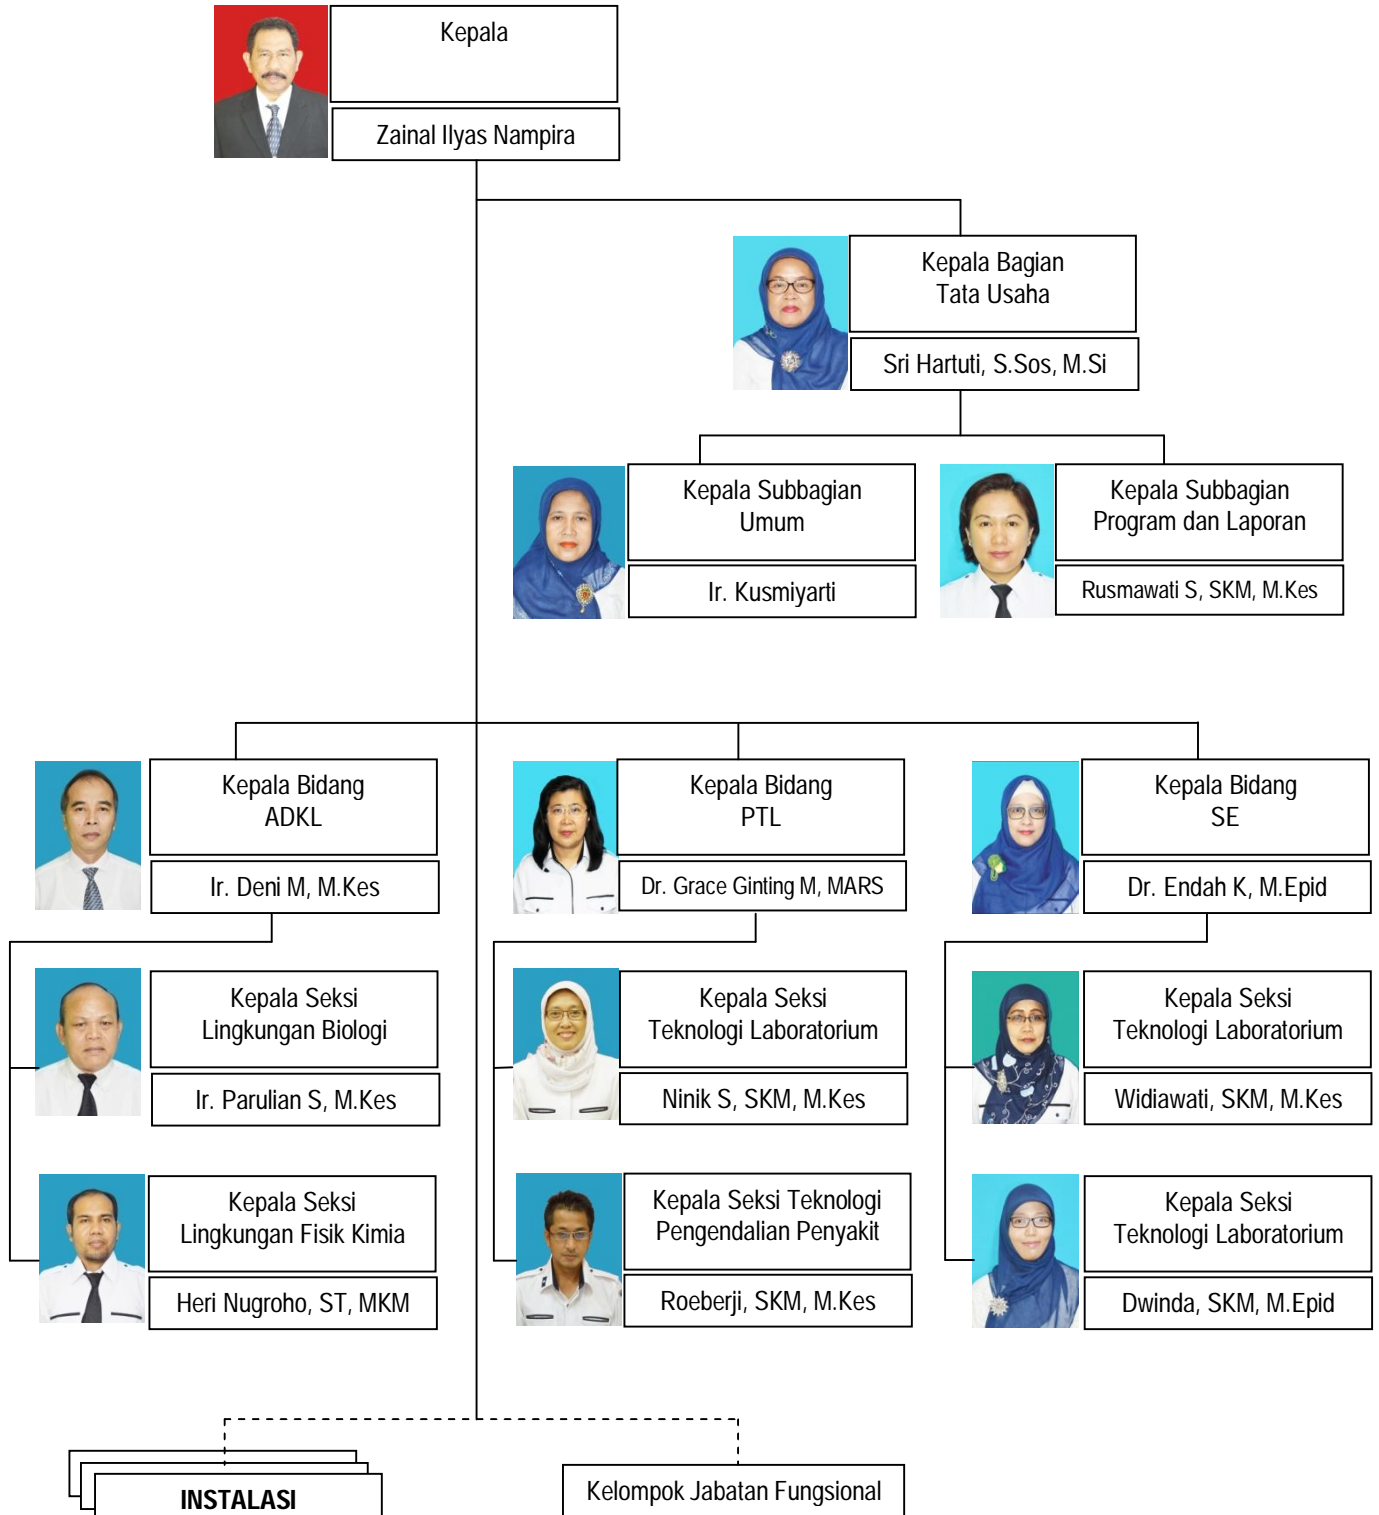 Kepala
Zainal Ilyas Nampira
Kepala Bagian
Tata Usaha
Sri Hartuti, S.Sos, M.Si
Kepala Subbagian
Umum
Ir. Kusmiyarti
Kepala Subbagian
Program dan Laporan
Rusmawati S, SKM, M.Kes
Kepala Bidang
ADKL
Ir. Deni M, M.Kes
Kepala Bidang
PTL
Dr. Grace Ginting M, MARS
Kepala Bidang
SE
Dr. Endah K, M.Epid
Kepala Seksi
Lingkungan Biologi
Ir. Parulian S, M.Kes
Kepala Seksi
Teknologi Laboratorium
Ninik S, SKM, M.Kes
Kepala Seksi
Teknologi Laboratorium
Widiawati, SKM, M.Kes
Kepala Seksi
Lingkungan Fisik Kimia
Heri Nugroho, ST, MKM
Kepala Seksi Teknologi
Pengendalian Penyakit
Roeberji, SKM, M.Kes
Kepala Seksi
Teknologi Laboratorium
Dwinda, SKM, M.Epid
INSTALASI
Kelompok Jabatan Fungsional